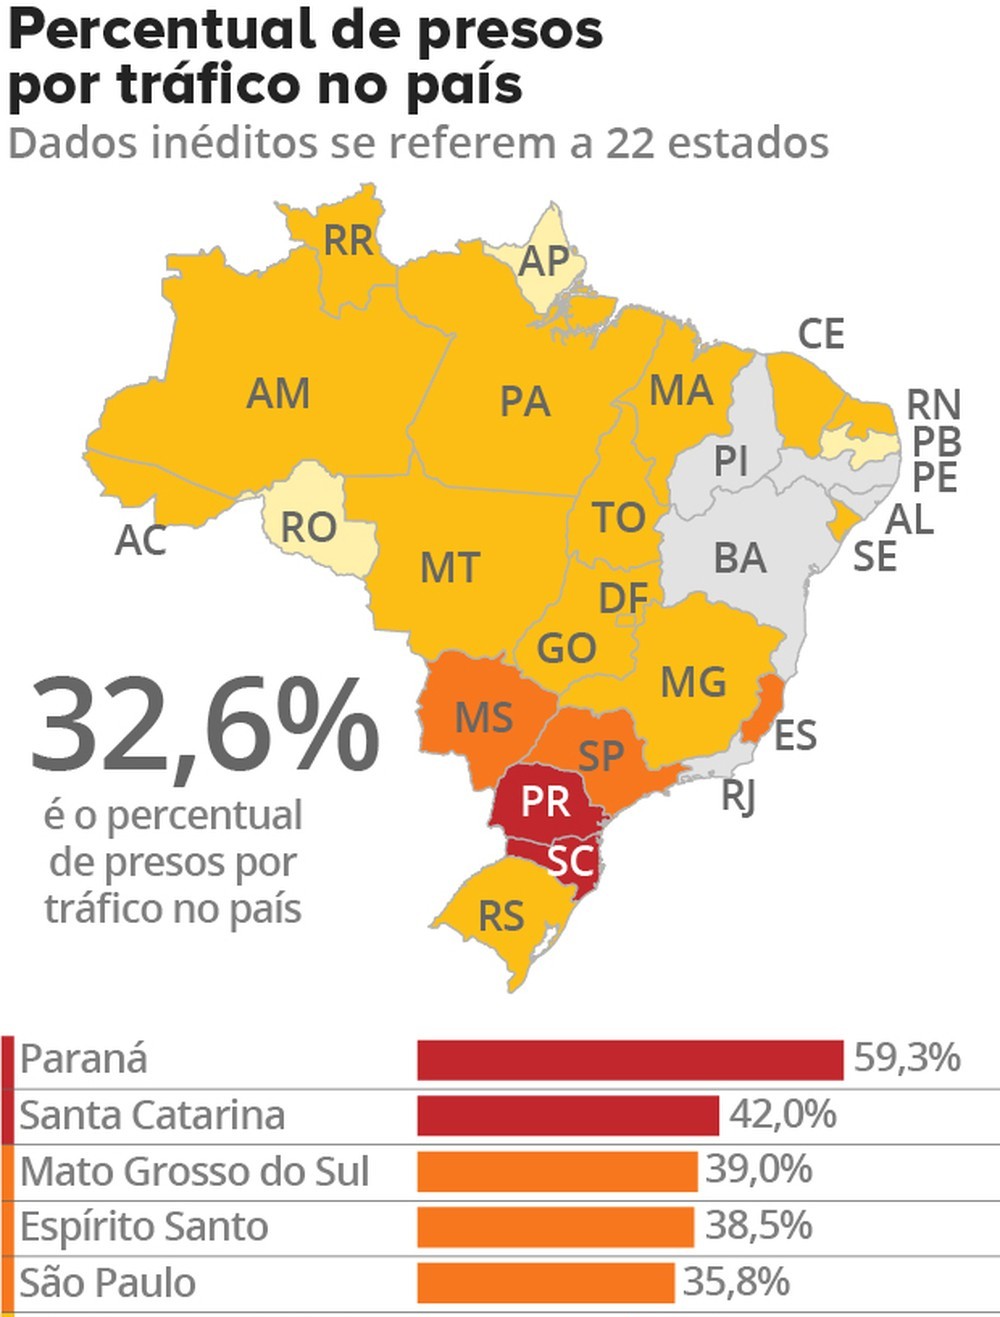 Percentual de presos
por tráfico no país
Dados inéditos se referem a 22 estados
RR
AP
CE
AM
PA
MA
RN
PB
PI
PE
TO
AL
AC
RO
SE
MT
BA
DF
GO
MG
MS
ES
SP
RJ
PR
SC
RS
32,6%
é o percentual
de presos por
tráfico no país
Paraná 59,3%
Santa Catarina 42,0%
Mato Grosso do Sul 39,0%
Espírito Santo 38,5%
São Paulo 35,8%